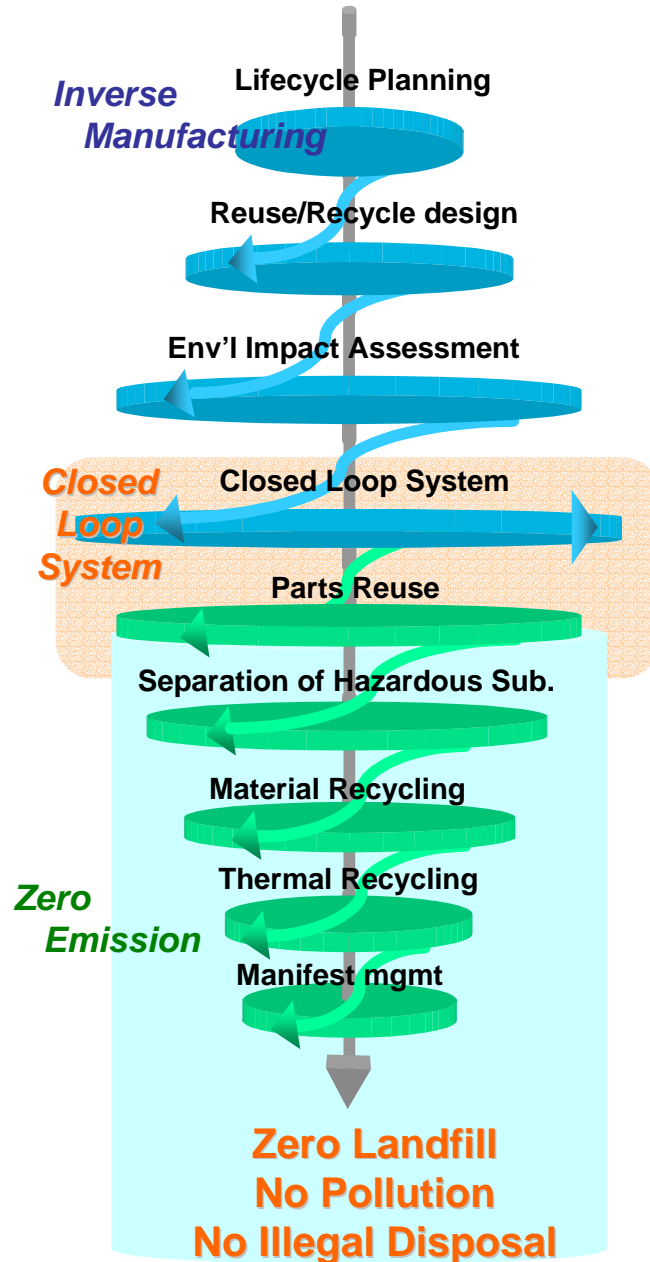 Lifecycle Planning
Inverse
Manufacturing
Reuse/Recycle design
Env'l Impact Assessment
Closed Loop System
Closed
Loop
System
Parts Reuse
Separation of Hazardous Sub.
Material Recycling
Thermal Recycling
Zero
Emission
Manifest mgmt
Zero Landfill
No Pollution
No Illegal Disposal